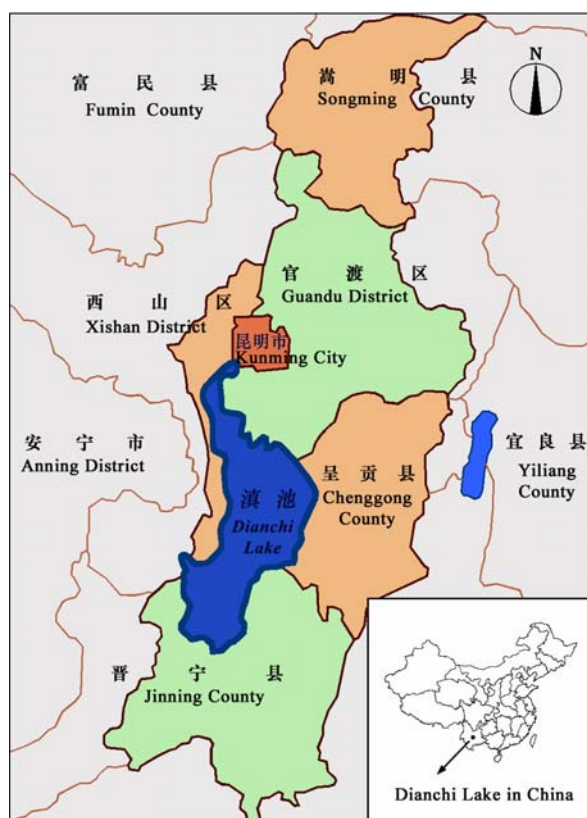 富民县
Fumin County
嵩明县
Songming County
N
官渡区
Guandu District
西山区
Xishan District
昆明市
Kunming City
安宁市
Anning District
呈贡县
Chenggong
County
宜良县
Yiliang
County
滇池
Dianchi
Lake
晋宁县
Jinning County
Dianchi Lake in China